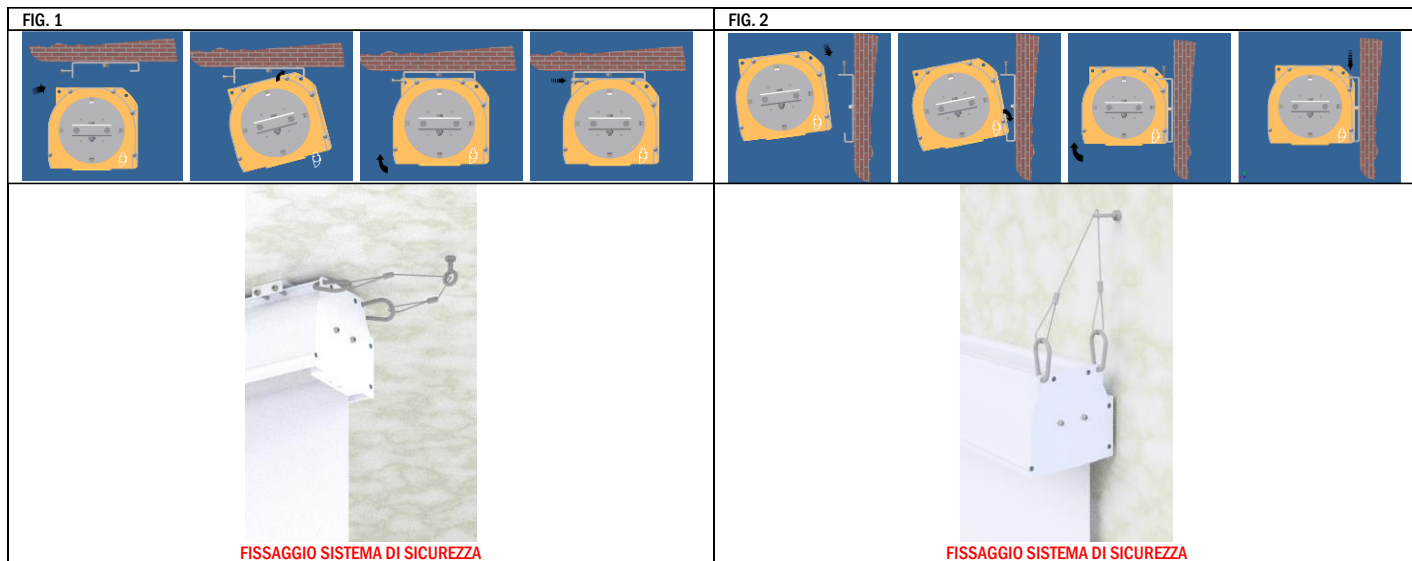 FIG. 1
FIG. 2
FISSAGGIO SISTEMA DI SICUREZZA
FISSAGGIO SISTEMA DI SICUREZZA